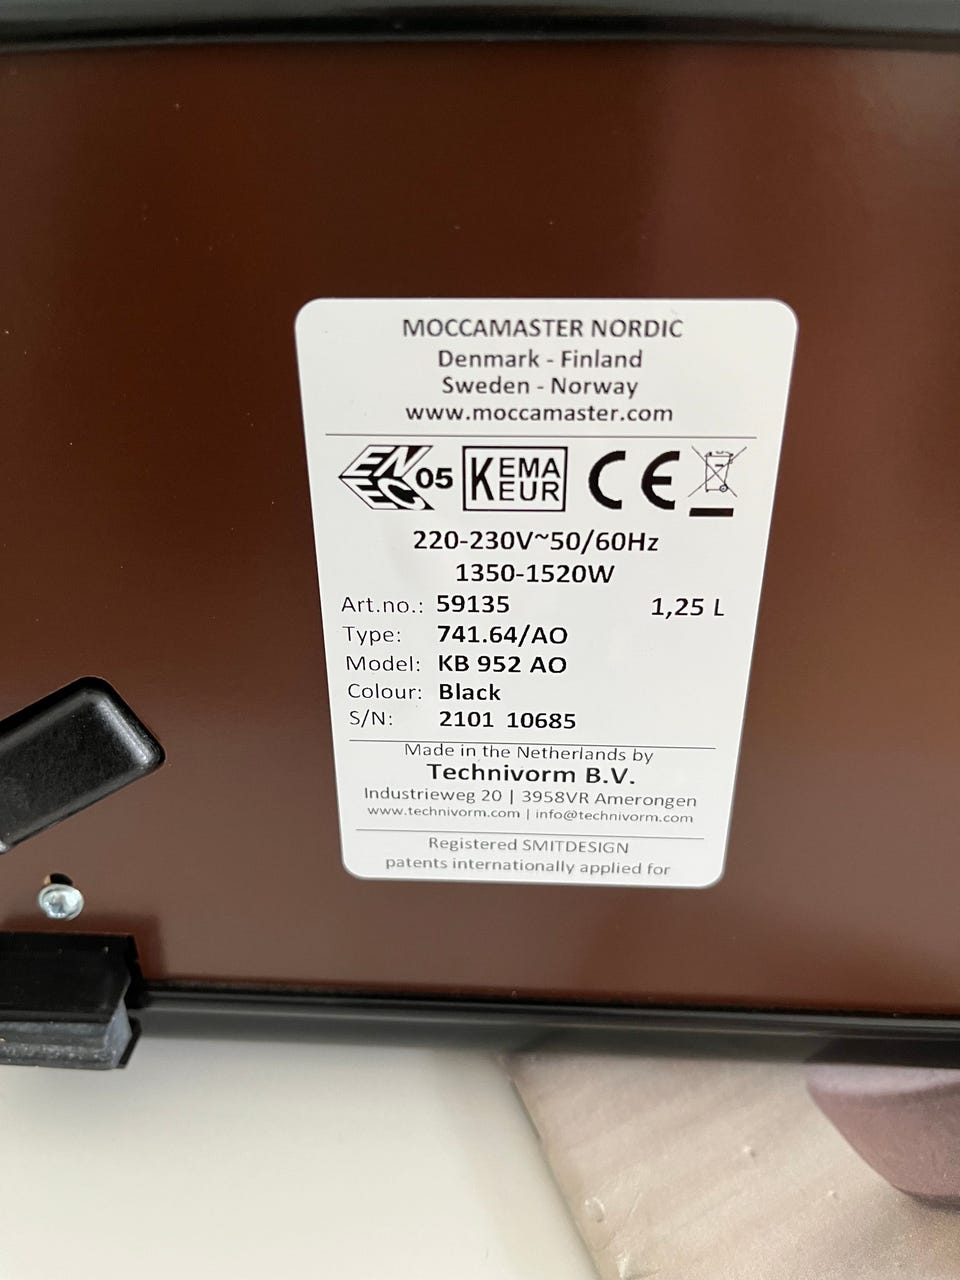 MOCCAMASTER NORDIC
Denmark - Finland
Sweden - Norway
www.moccamaster.com
ENEC 05 KEMA KEUR CE
220-230V~50/60Hz
1350-1520W
Art.no.: 59135 1,25 L
Type: 741.64/AO
Model: KB 952 AO
Colour: Black
S/N: 2101 10685
Made in the Netherlands by
Technivorm B.V.
Industrieweg 20 | 3958VR Amerongen
www.technivorm.com | info@technivorm.com
Registered SMITDESIGN
patents internationally applied for